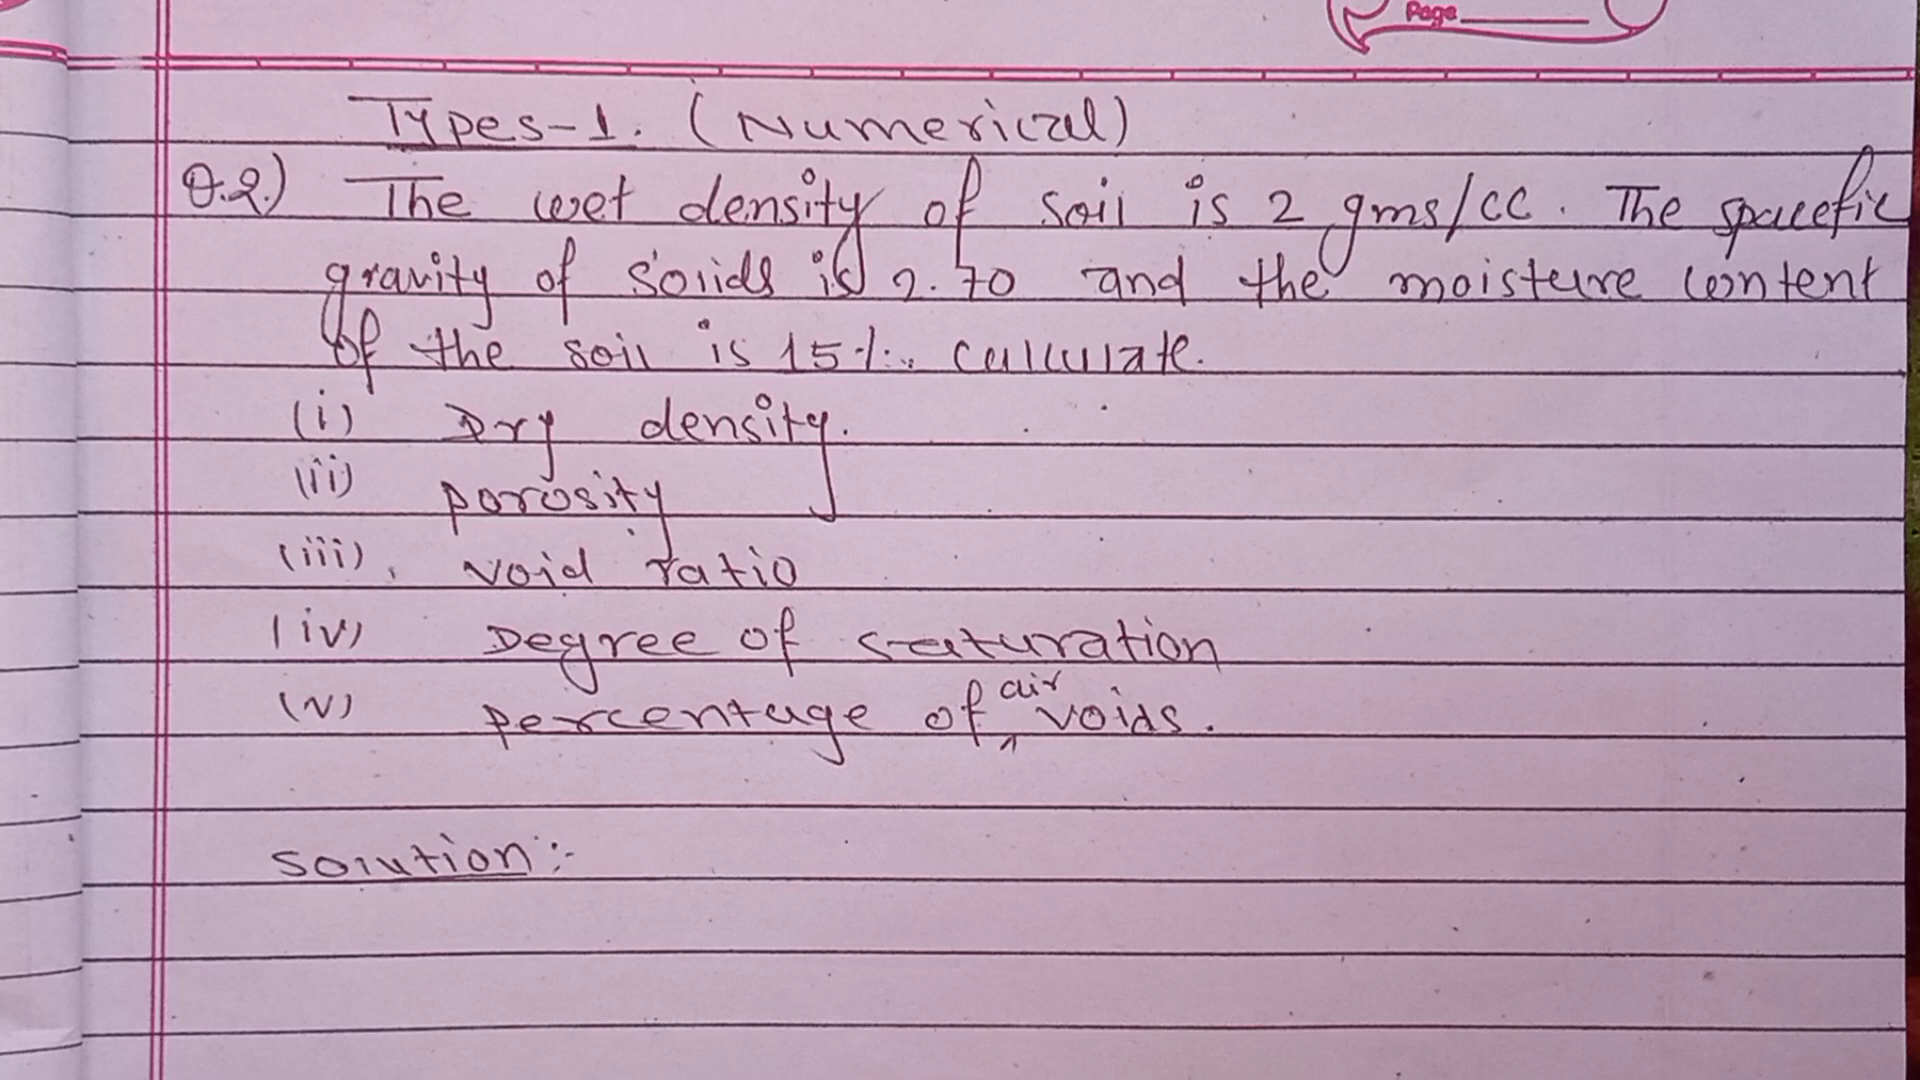 Page
Types-1. (Numerical)
Q.2.) The wet density of soil is 2 gms/cc. The spacefic
gravity of solids is 2.70 and the moisture content
of the soil is 15%. calculate.
(i) Dry density.
(ii) porosity
(iii) void ratio
(iv) Degree of saturation
(v) percentage of air voids.
Solution:-